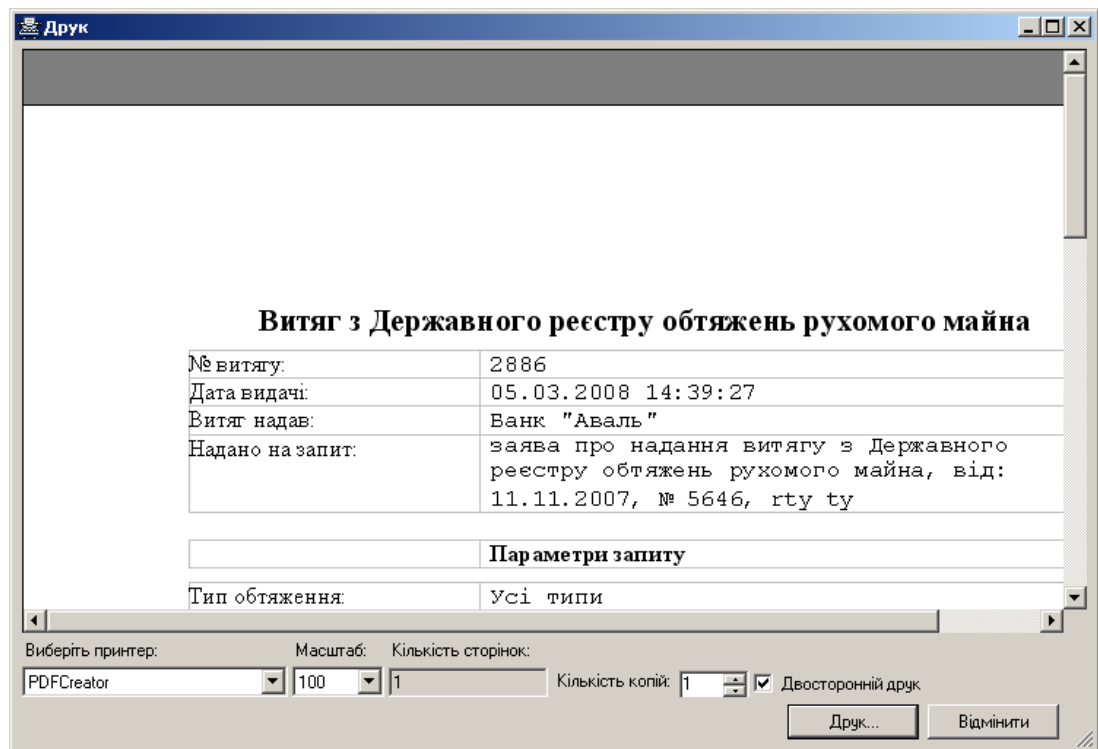 Друк
Витяг з Державного реєстру обтяжень рухомого майна
№ витягу: 2886
Дата видачі: 05.03.2008 14:39:27
Витяг надав: Банк "Аваль"
Надано на запит: заява про надання витягу з Державного
реєстру обтяжень рухомого майна, від:
11.11.2007, № 5646, rty ty
Параметри запиту
Тип обтяження: Усі типи
Виберіть принтер: Масштаб: Кількість сторінок:
PDFCreator 100 1 Кількість копій: 1 Двосторонній друк
Друк... Відмінити